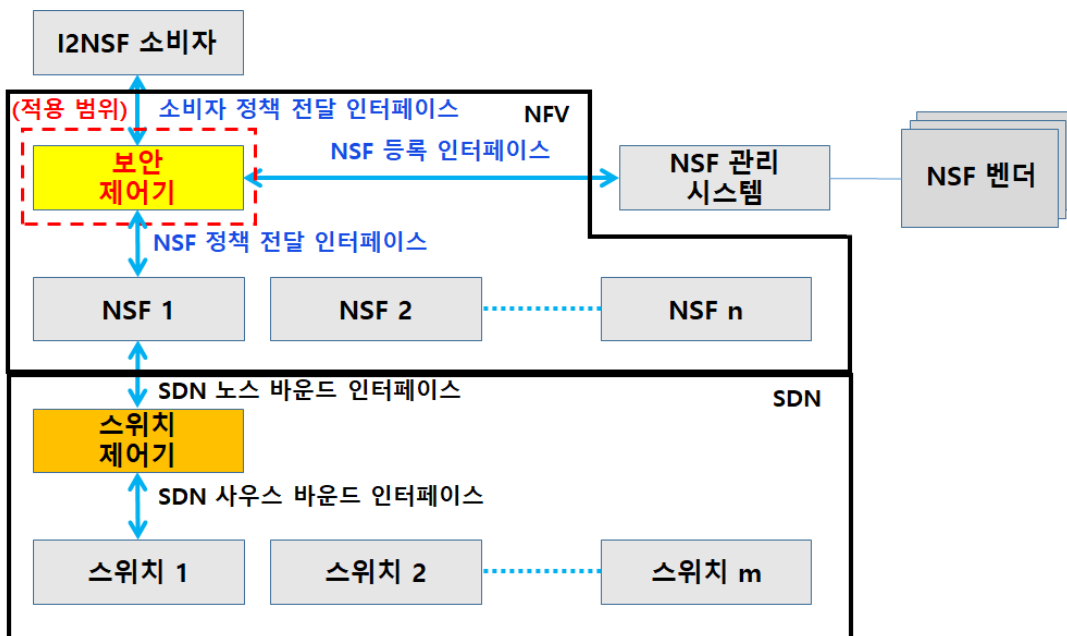 I2NSF 소비자
(적용 범위)
소비자 정책 전달 인터페이스
NFV
보안
제어기
NSF 등록 인터페이스
NSF 관리
시스템
NSF 벤더
NSF 정책 전달 인터페이스
NSF 1
NSF 2
NSF n
SDN 노스 바운드 인터페이스
SDN
스위치
제어기
SDN 사우스 바운드 인터페이스
스위치 1
스위치 2
스위치 m